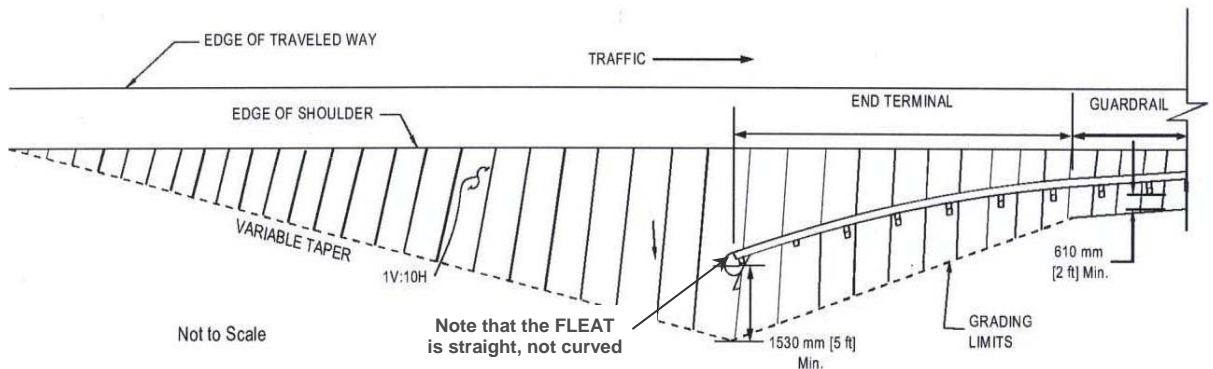 EDGE OF TRAVELED WAY
TRAFFIC
END TERMINAL
GUARDRAIL
EDGE OF SHOULDER
VARIABLE TAPER
1V:10H
610 mm
[2 ft] Min.
Note that the FLEAT
is straight, not curved
Not to Scale
1530 mm [5 ft]
Min.
GRADING
LIMITS